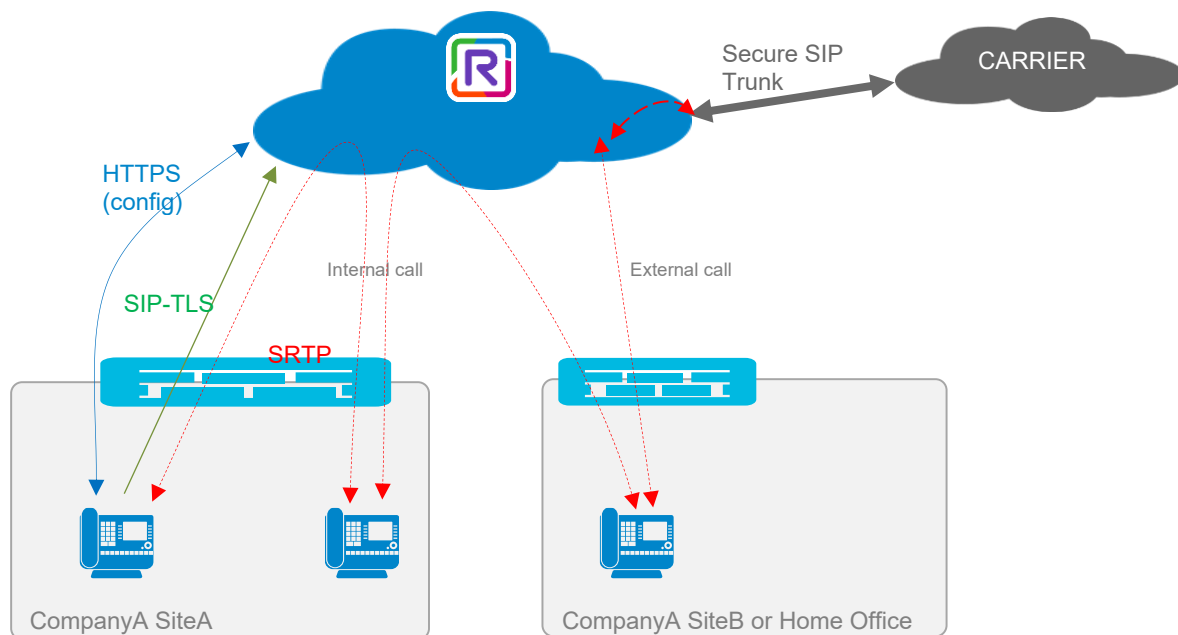 R
Secure SIP
Trunk
CARRIER
HTTPS
(config)
Internal call
External call
SIP-TLS
SRTP
CompanyA SiteA
CompanyA SiteB or Home Office